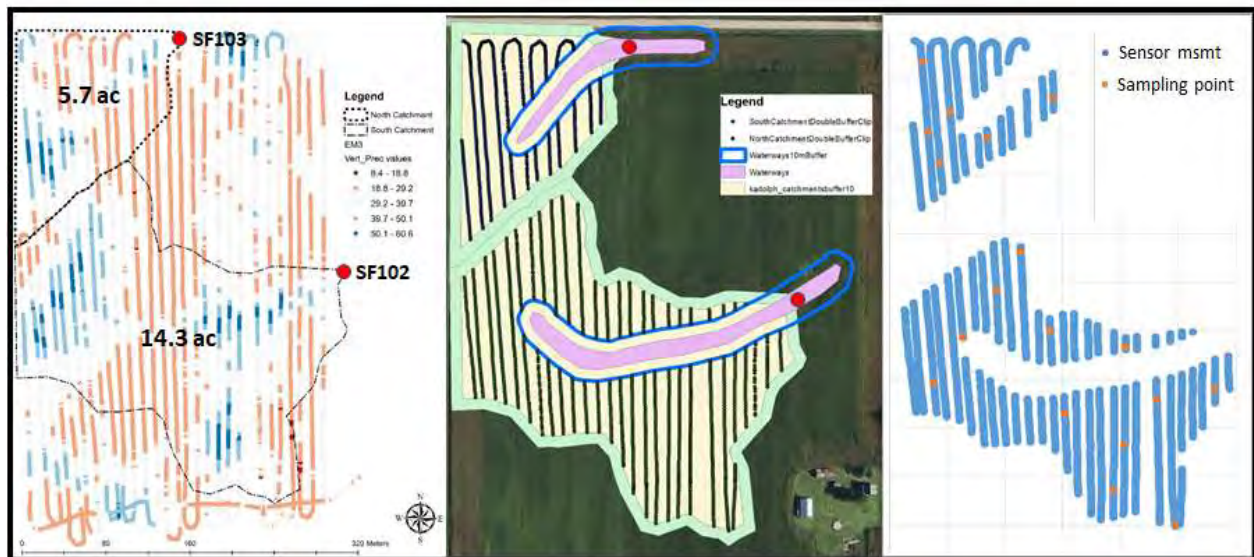 SF103
5.7 ac
Legend
North Catchment
South Catchment
EM3
Vert_Prec values
8.4 - 18.8
18.8 - 29.2
29.2 - 39.7
39.7 - 50.1
50.1 - 60.6
SF102
14.3 ac
N
W E
S
0 80 160 320 Meters
Legend
SouthCatchmentDoubleBufferClip
NorthCatchmentDoubleBufferClip
Waterways10mBuffer
Waterways
kadolph_catchmentsbuffer10
Sensor msmt
Sampling point